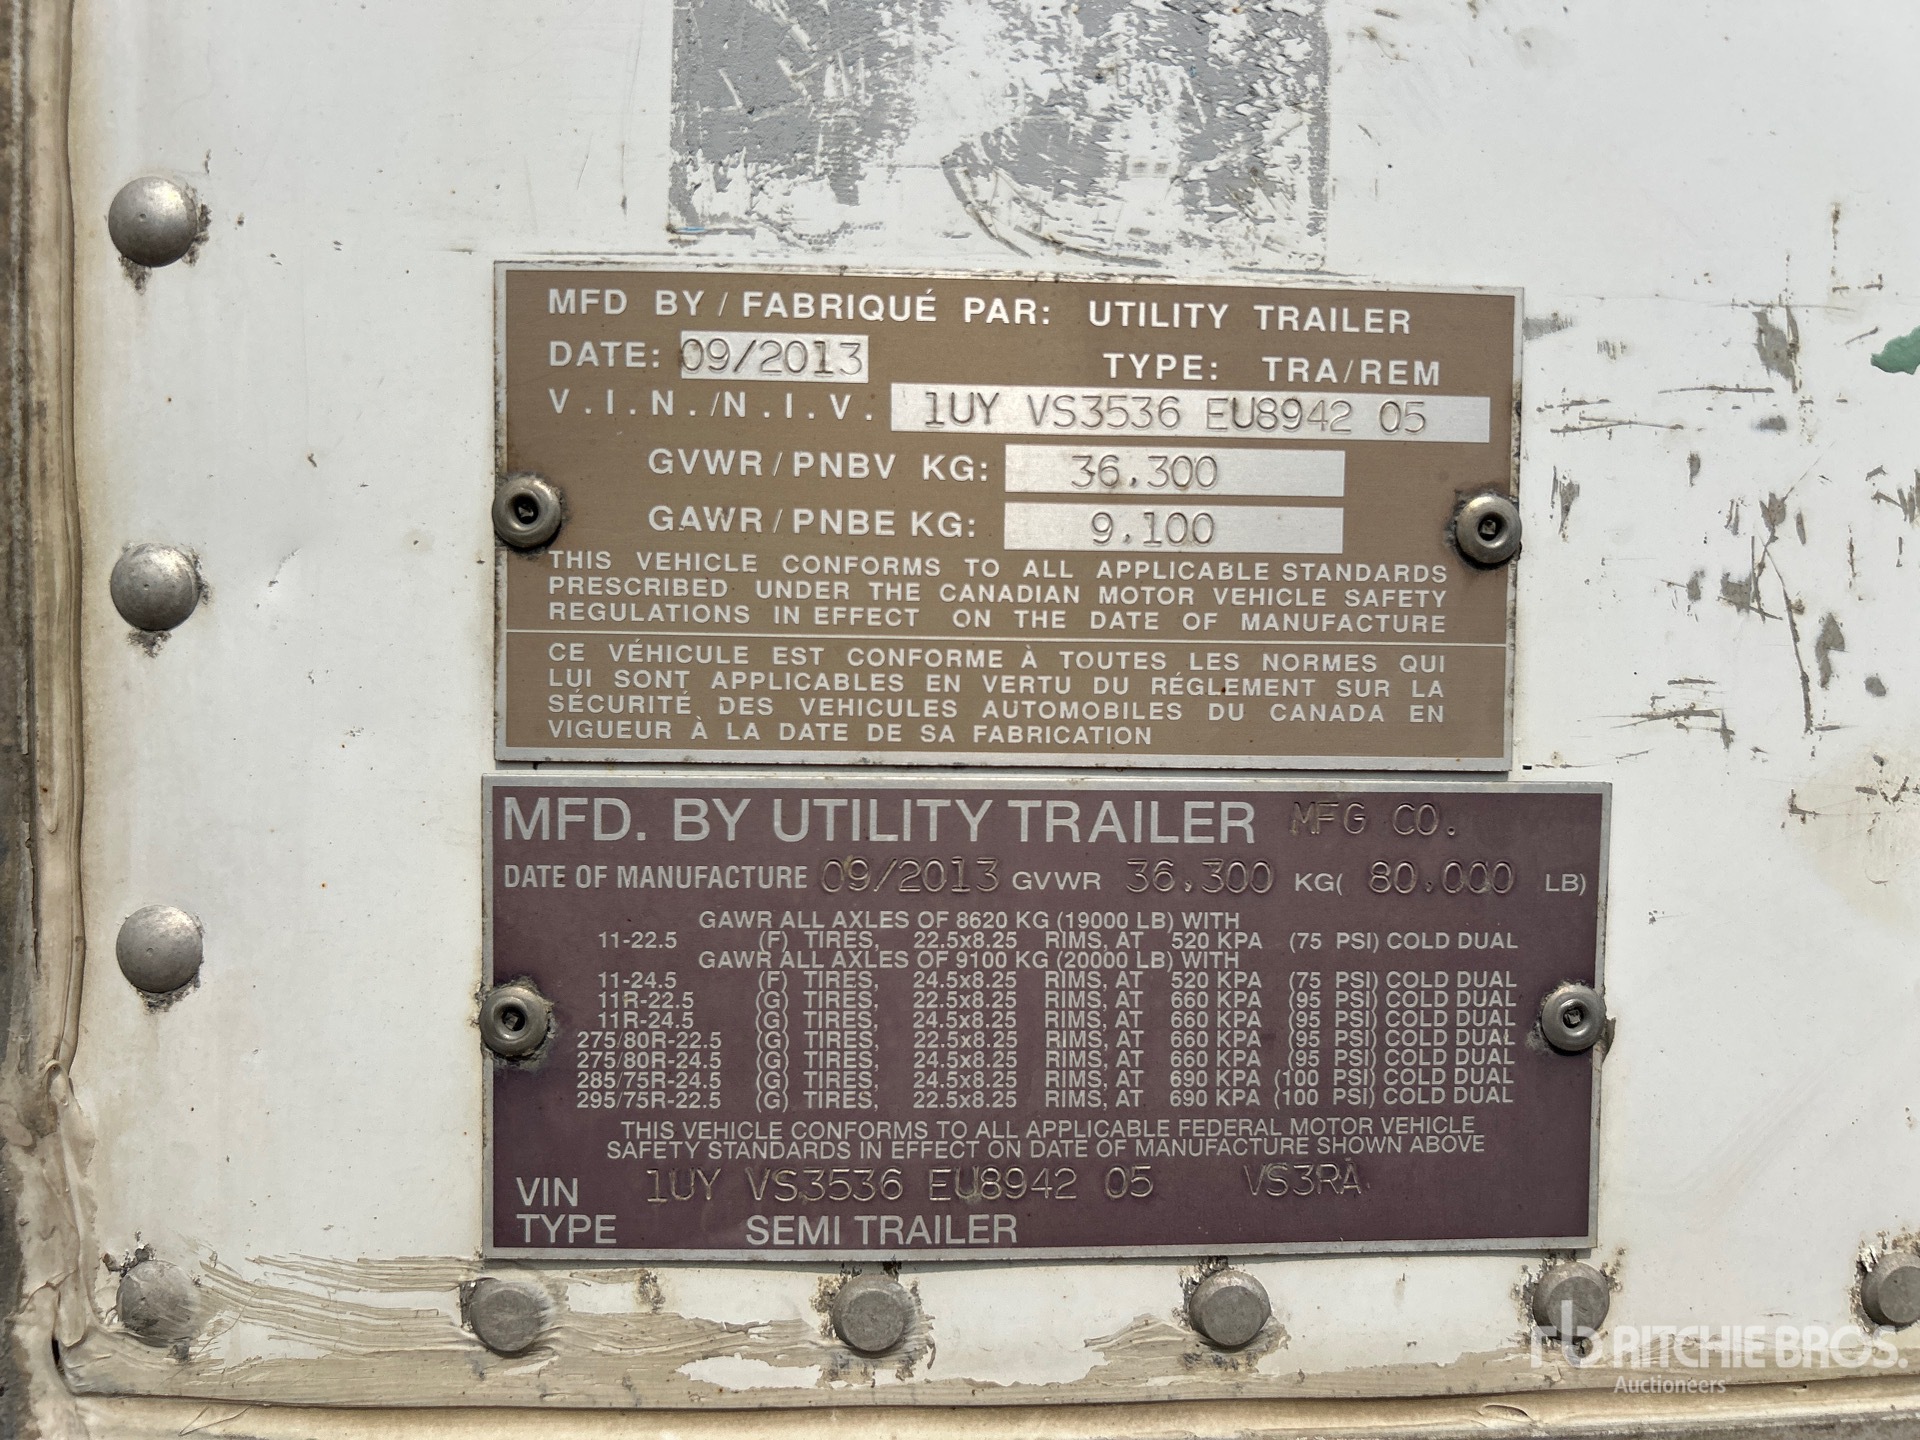 MFD BY / FABRIQUÉ PAR: UTILITY TRAILER
DATE: 09/2013 TYPE: TRA/REM
V.I.N./N.I.V. 1UY VS3536 EU8942 05
GVWR/PNBV KG: 36,300
GAWR/PNBE KG: 9,100
THIS VEHICLE CONFORMS TO ALL APPLICABLE STANDARDS
PRESCRIBED UNDER THE CANADIAN MOTOR VEHICLE SAFETY
REGULATIONS IN EFFECT ON THE DATE OF MANUFACTURE
CE VÉHICULE EST CONFORME À TOUTES LES NORMES QUI
LUI SONT APPLICABLES EN VERTU DU RÉGLEMENT SUR LA
SÉCURITÉ DES VEHICULES AUTOMOBILES DU CANADA EN
VIGUEUR À LA DATE DE SA FABRICATION
MFD. BY UTILITY TRAILER MFG CO.
DATE OF MANUFACTURE 09/2013 GVWR 36,300 KG( 80,000 LB)
GAWR ALL AXLES OF 8620 KG (19000 LB) WITH
11-22.5 (F) TIRES, 22.5x8.25 RIMS, AT 520 KPA (75 PSI) COLD DUAL
GAWR ALL AXLES OF 9100 KG (20000 LB) WITH
11-24.5 (F) TIRES, 24.5x8.25 RIMS, AT 520 KPA (75 PSI) COLD DUAL
11R-22.5 (G) TIRES, 22.5x8.25 RIMS, AT 660 KPA (95 PSI) COLD DUAL
11R-24.5 (G) TIRES, 24.5x8.25 RIMS, AT 660 KPA (95 PSI) COLD DUAL
275/80R-22.5 (G) TIRES, 22.5x8.25 RIMS, AT 660 KPA (95 PSI) COLD DUAL
275/80R-24.5 (G) TIRES, 24.5x8.25 RIMS, AT 660 KPA (95 PSI) COLD DUAL
285/75R-24.5 (G) TIRES, 24.5x8.25 RIMS, AT 690 KPA (100 PSI) COLD DUAL
295/75R-22.5 (G) TIRES, 22.5x8.25 RIMS, AT 690 KPA (100 PSI) COLD DUAL
THIS VEHICLE CONFORMS TO ALL APPLICABLE FEDERAL MOTOR VEHICLE
SAFETY STANDARDS IN EFFECT ON DATE OF MANUFACTURE SHOWN ABOVE
VIN 1UY VS3536 EU8942 05 VS3RA
TYPE SEMI TRAILER
rb RITCHIE BROS.
Auctioneers